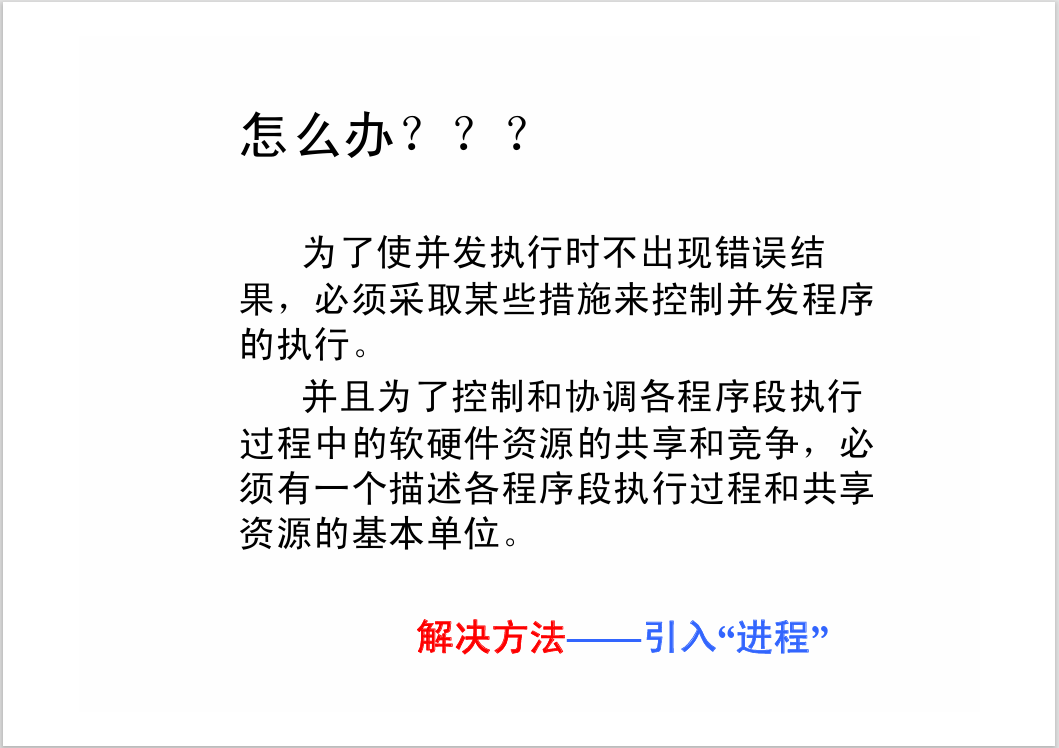 怎么办？？？
为了使并发执行时不出现错误结
果，必须采取某些措施来控制并发程序
的执行。
并且为了控制和协调各程序段执行
过程中的软硬件资源的共享和竞争，必
须有一个描述各程序段执行过程和共享
资源的基本单位。
解决方法——引入“进程”